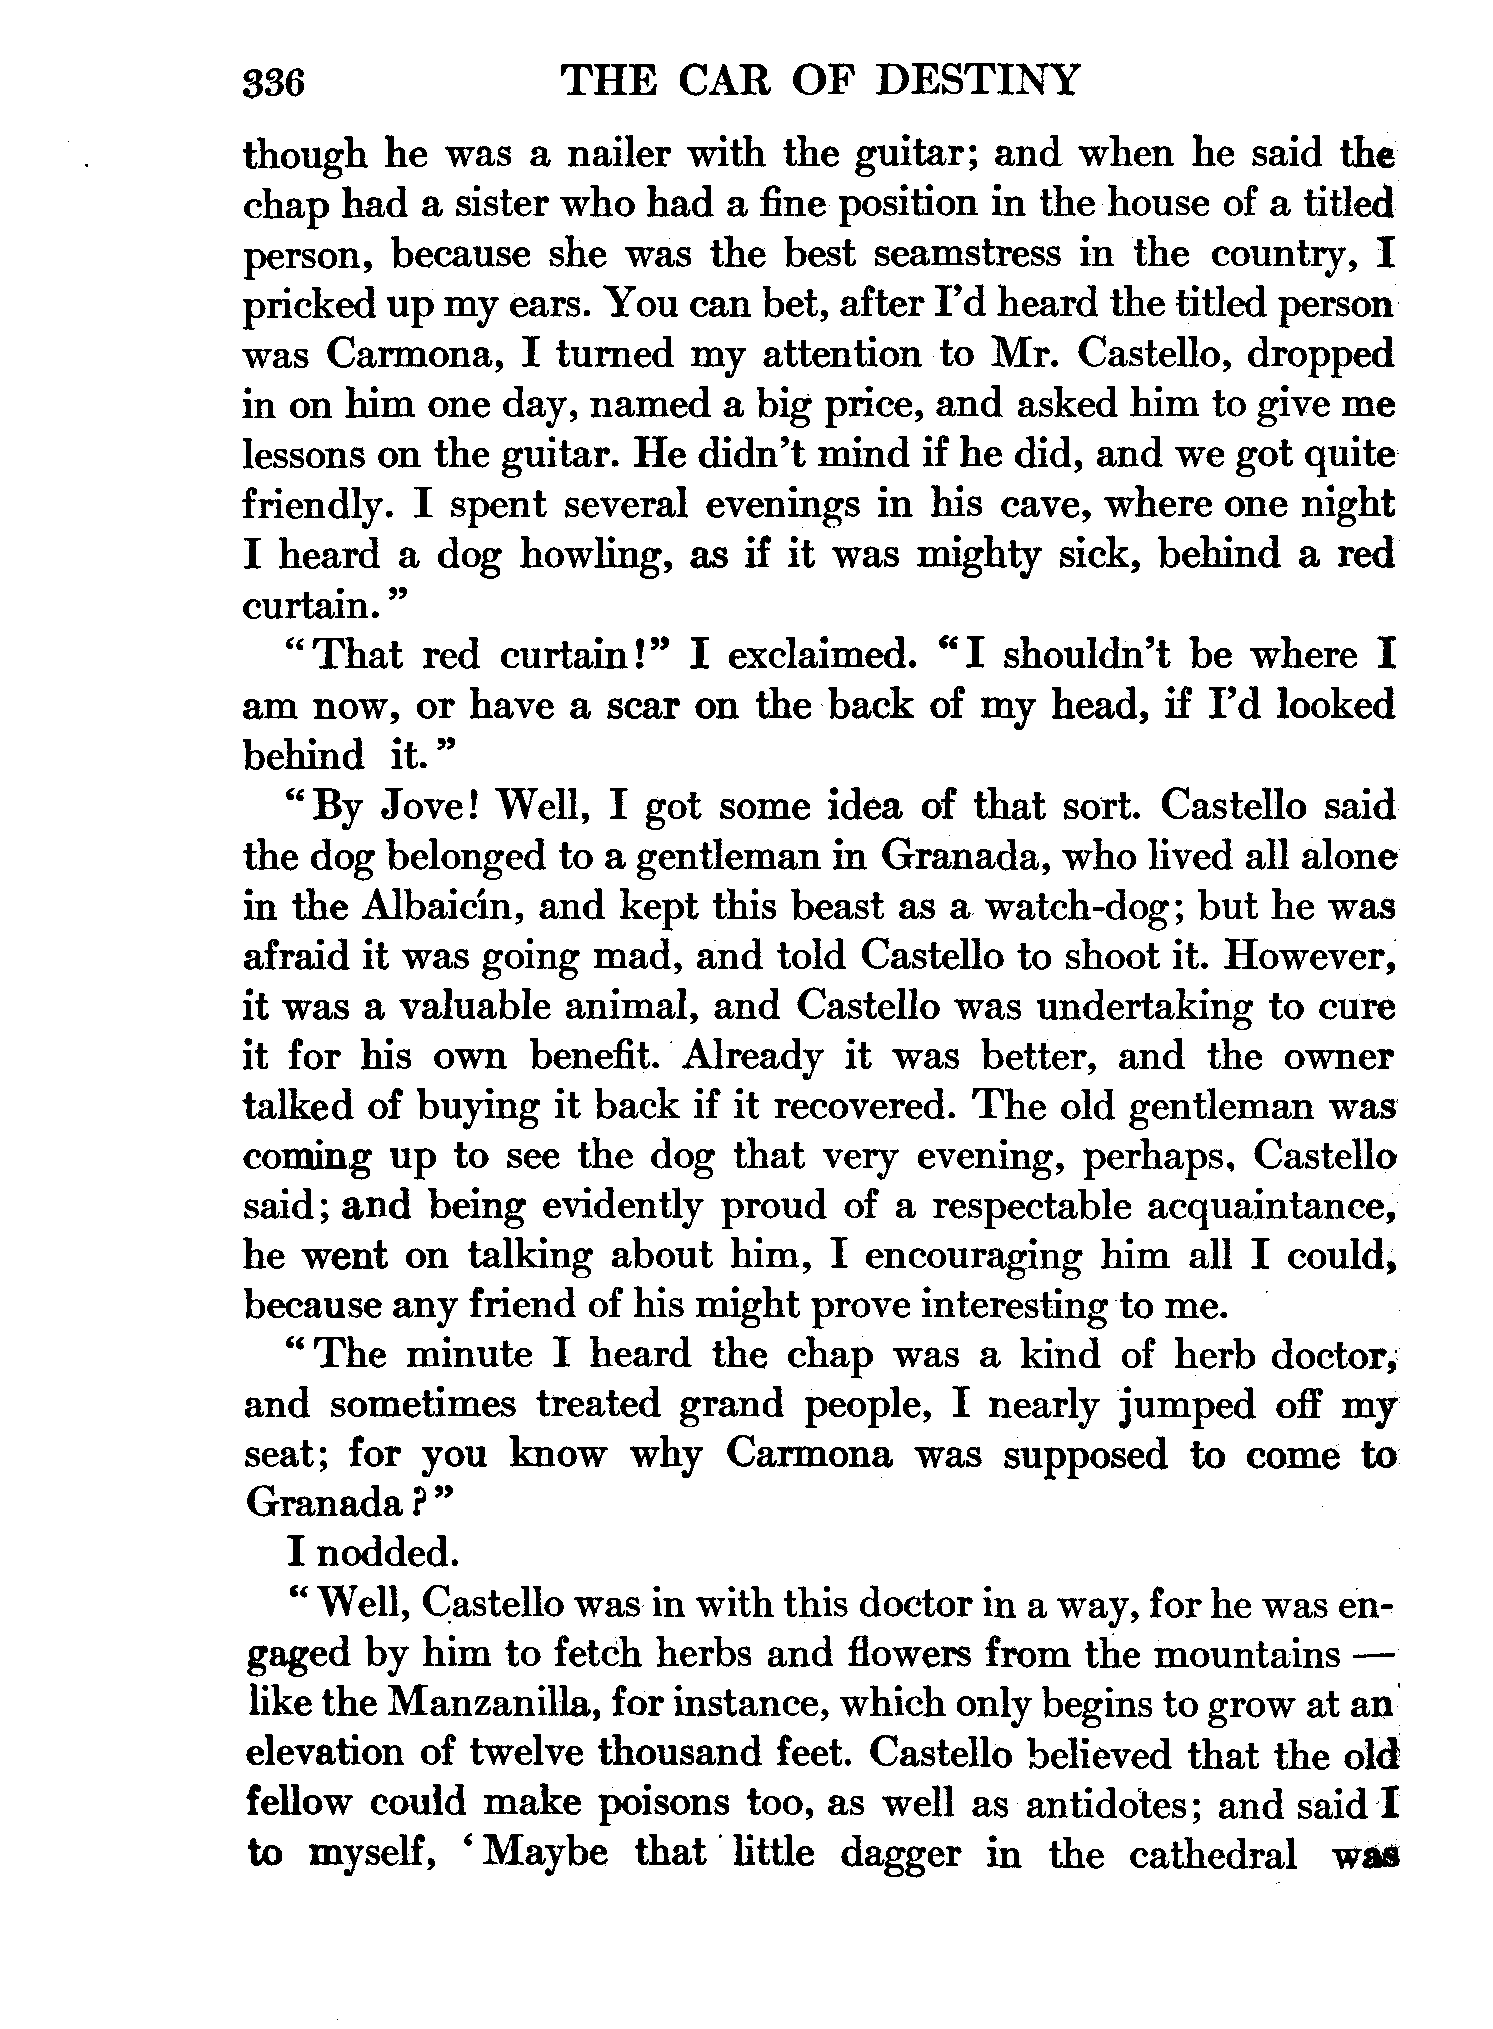 336 THE CAR OF DESTINY
though he was a nailer with the guitar; and when he said the
chap had a sister who had a fine position in the house of a titled
person, because she was the best seamstress in the country, I
pricked up my ears. You can bet, after I'd heard the titled person
was Carmona, I turned my attention to Mr. Castello, dropped
in on him one day, named a big price, and asked him to give me
lessons on the guitar. He didn't mind if he did, and we got quite
friendly. I spent several evenings in his cave, where one night
I heard a dog howling, as if it was mighty sick, behind a red
curtain."
"That red curtain!" I exclaimed. "I shouldn't be where I
am now, or have a scar on the back of my head, if I'd looked
behind it."
"By Jove! Well, I got some idea of that sort. Castello said
the dog belonged to a gentleman in Granada, who lived all alone
in the Albaicín, and kept this beast as a watch-dog; but he was
afraid it was going mad, and told Castello to shoot it. However,
it was a valuable animal, and Castello was undertaking to cure
it for his own benefit. Already it was better, and the owner
talked of buying it back if it recovered. The old gentleman was
coming up to see the dog that very evening, perhaps, Castello
said; and being evidently proud of a respectable acquaintance,
he went on talking about him, I encouraging him all I could,
because any friend of his might prove interesting to me.
"The minute I heard the chap was a kind of herb doctor,
and sometimes treated grand people, I nearly jumped off my
seat; for you know why Carmona was supposed to come to
Granada?"
I nodded.
"Well, Castello was in with this doctor in a way, for he was en-
gaged by him to fetch herbs and flowers from the mountains —
like the Manzanilla, for instance, which only begins to grow at an
elevation of twelve thousand feet. Castello believed that the old
fellow could make poisons too, as well as antidotes; and said I
to myself, 'Maybe that little dagger in the cathedral was